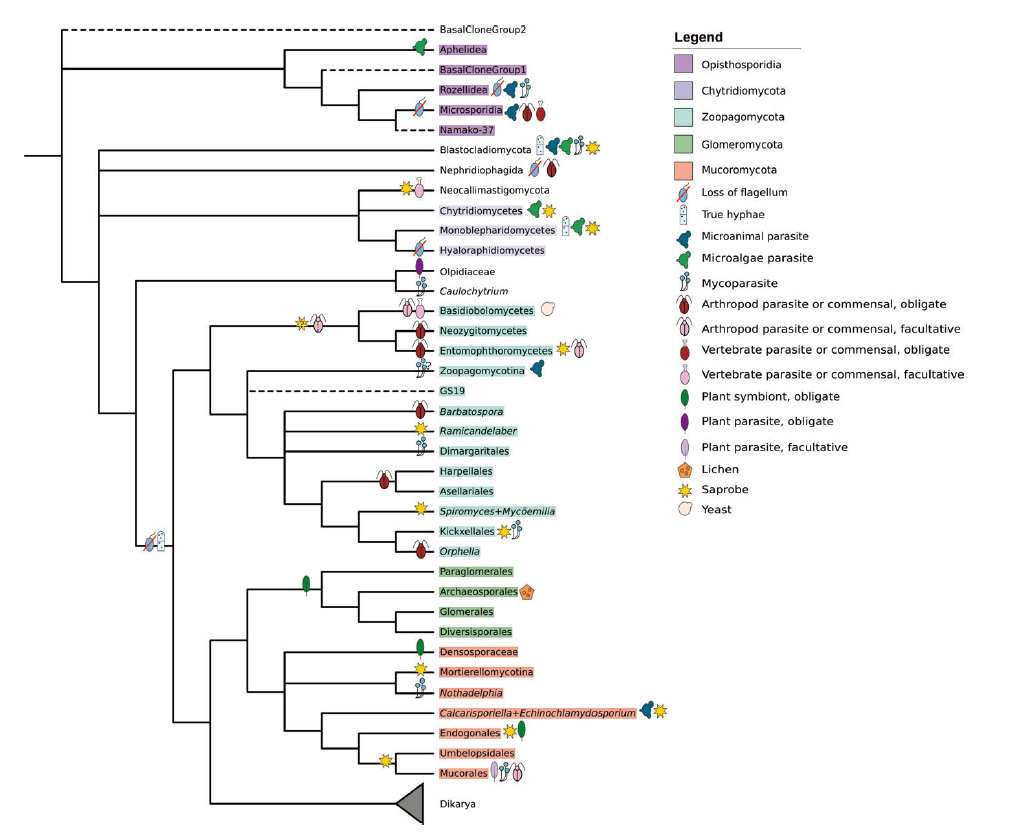 BasalCloneGroup2
Aphelidea
BasalCloneGroup1
Rozellidea
Microsporidia
Namako-37
Blastocladiomycota
Nephridiophagida
Neocallimastigomycota
Chytridiomycetes
Monoblepharidomycetes
Hyaloraphidiomycetes
Olpidiaceae
Caulochytrium
Basidiobolomycetes
Neozygitomycetes
Entomophthoromycetes
Zoopagomycotina
GS19
Barbatospora
Ramicandelaber
Dimargaritales
Harpellales
Asellariales
Spiromyces+Mycöemilia
Kickxellales
Orphella
Paraglomerales
Archaeosporales
Glomerales
Diversisporales
Densosporaceae
Mortierellomycotina
Nothadelphia
Calcarisporiella+Echinochlamydosporium
Endogonales
Umbelopsidales
Mucorales
Dikarya
Legend
Opisthosporidia
Chytridiomycota
Zoopagomycota
Glomeromycota
Mucoromycota
Loss of flagellum
True hyphae
Microanimal parasite
Microalgae parasite
Mycoparasite
Arthropod parasite or commensal, obligate
Arthropod parasite or commensal, facultative
Vertebrate parasite or commensal, obligate
Vertebrate parasite or commensal, facultative
Plant symbiont, obligate
Plant parasite, obligate
Plant parasite, facultative
Lichen
Saprobe
Yeast